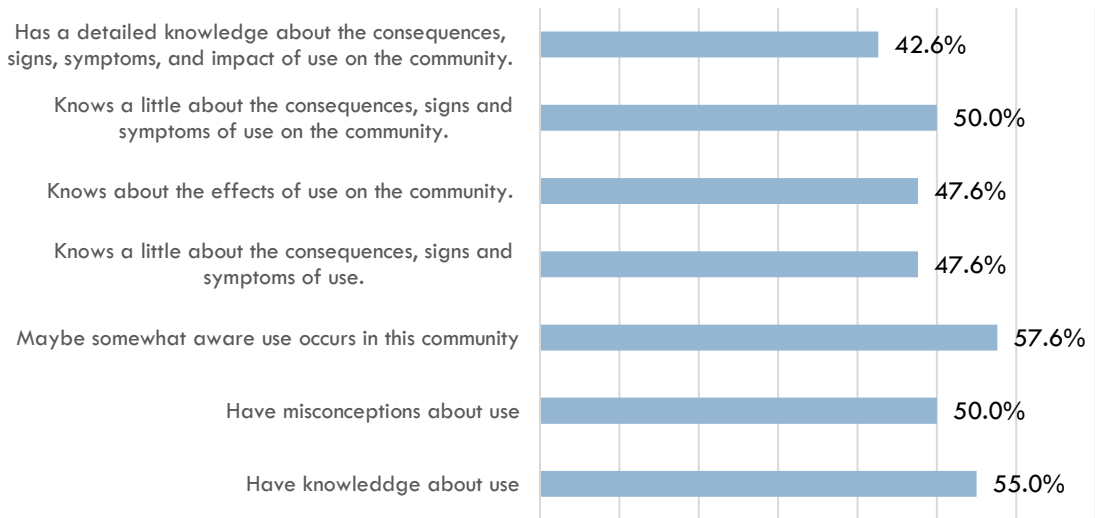 Has a detailed knowledge about the consequences,
signs, symptoms, and impact of use on the community.
42.6%
Knows a little about the consequences, signs and
symptoms of use on the community.
50.0%
Knows about the effects of use on the community.
47.6%
Knows a little about the consequences, signs and
symptoms of use.
47.6%
Maybe somewhat aware use occurs in this community
57.6%
Have misconceptions about use
50.0%
Have knowleddge about use
55.0%